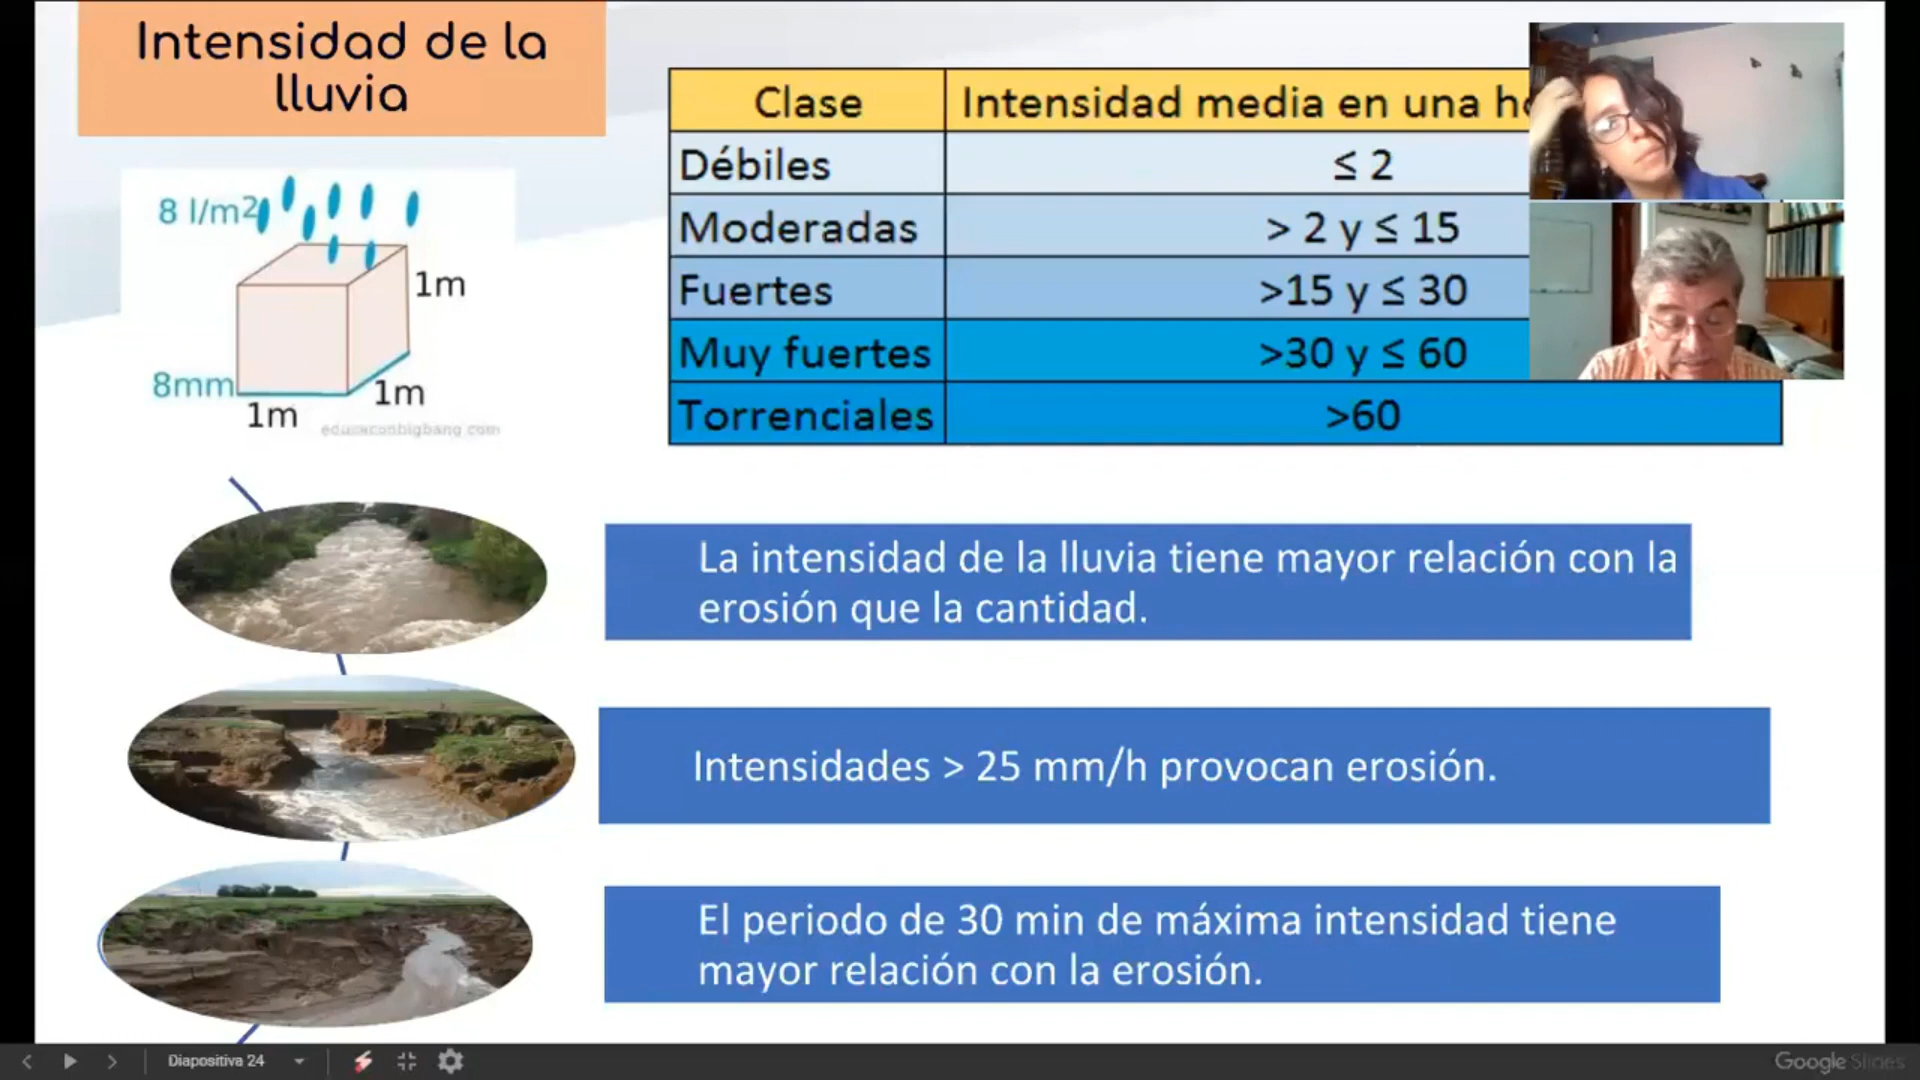 Intensidad de la
lluvia
8 l/m2
1m
8mm
1m
1m
educaconbigbang.com
Clase
Intensidad media en una
Débiles
≤ 2
Moderadas
> 2 y ≤ 15
Fuertes
>15 y ≤ 30
Muy fuertes
>30 y ≤ 60
Torrenciales
>60
La intensidad de la lluvia tiene mayor relación con la
erosión que la cantidad.
Intensidades > 25 mm/h provocan erosión.
El periodo de 30 min de máxima intensidad tiene
mayor relación con la erosión.
Diapositiva 24
Google Slides